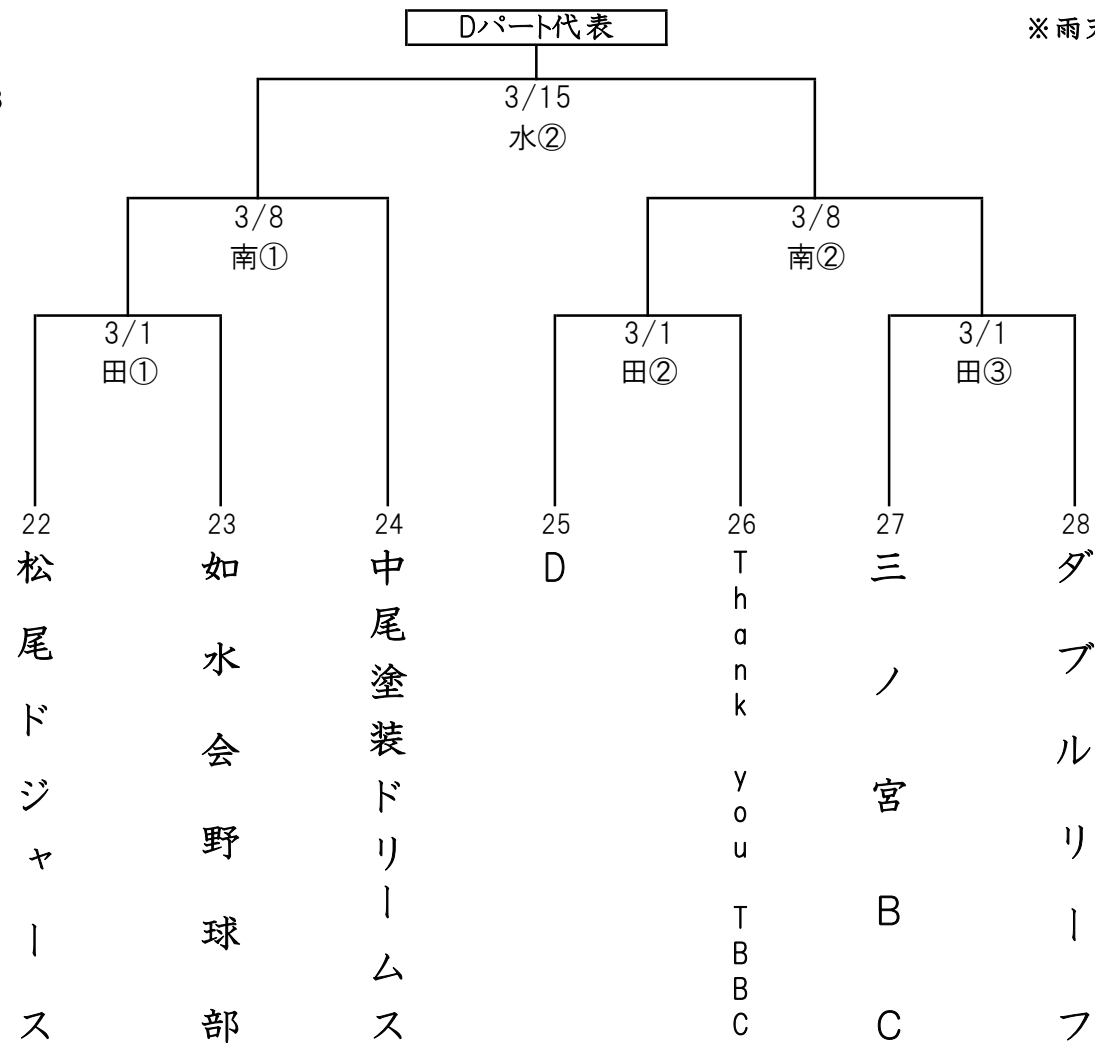 Dパート代表
※雨天
3
3/15
水②
3/8
南①
3/8
南②
3/1
田①
3/1
田②
3/1
田③
22
23
24
25
26
27
28
松尾ドジャース
如水会野球部
中尾塗装ドリームス
D
Thank you TBBC
三ノ宮BC
ダブルリーフ